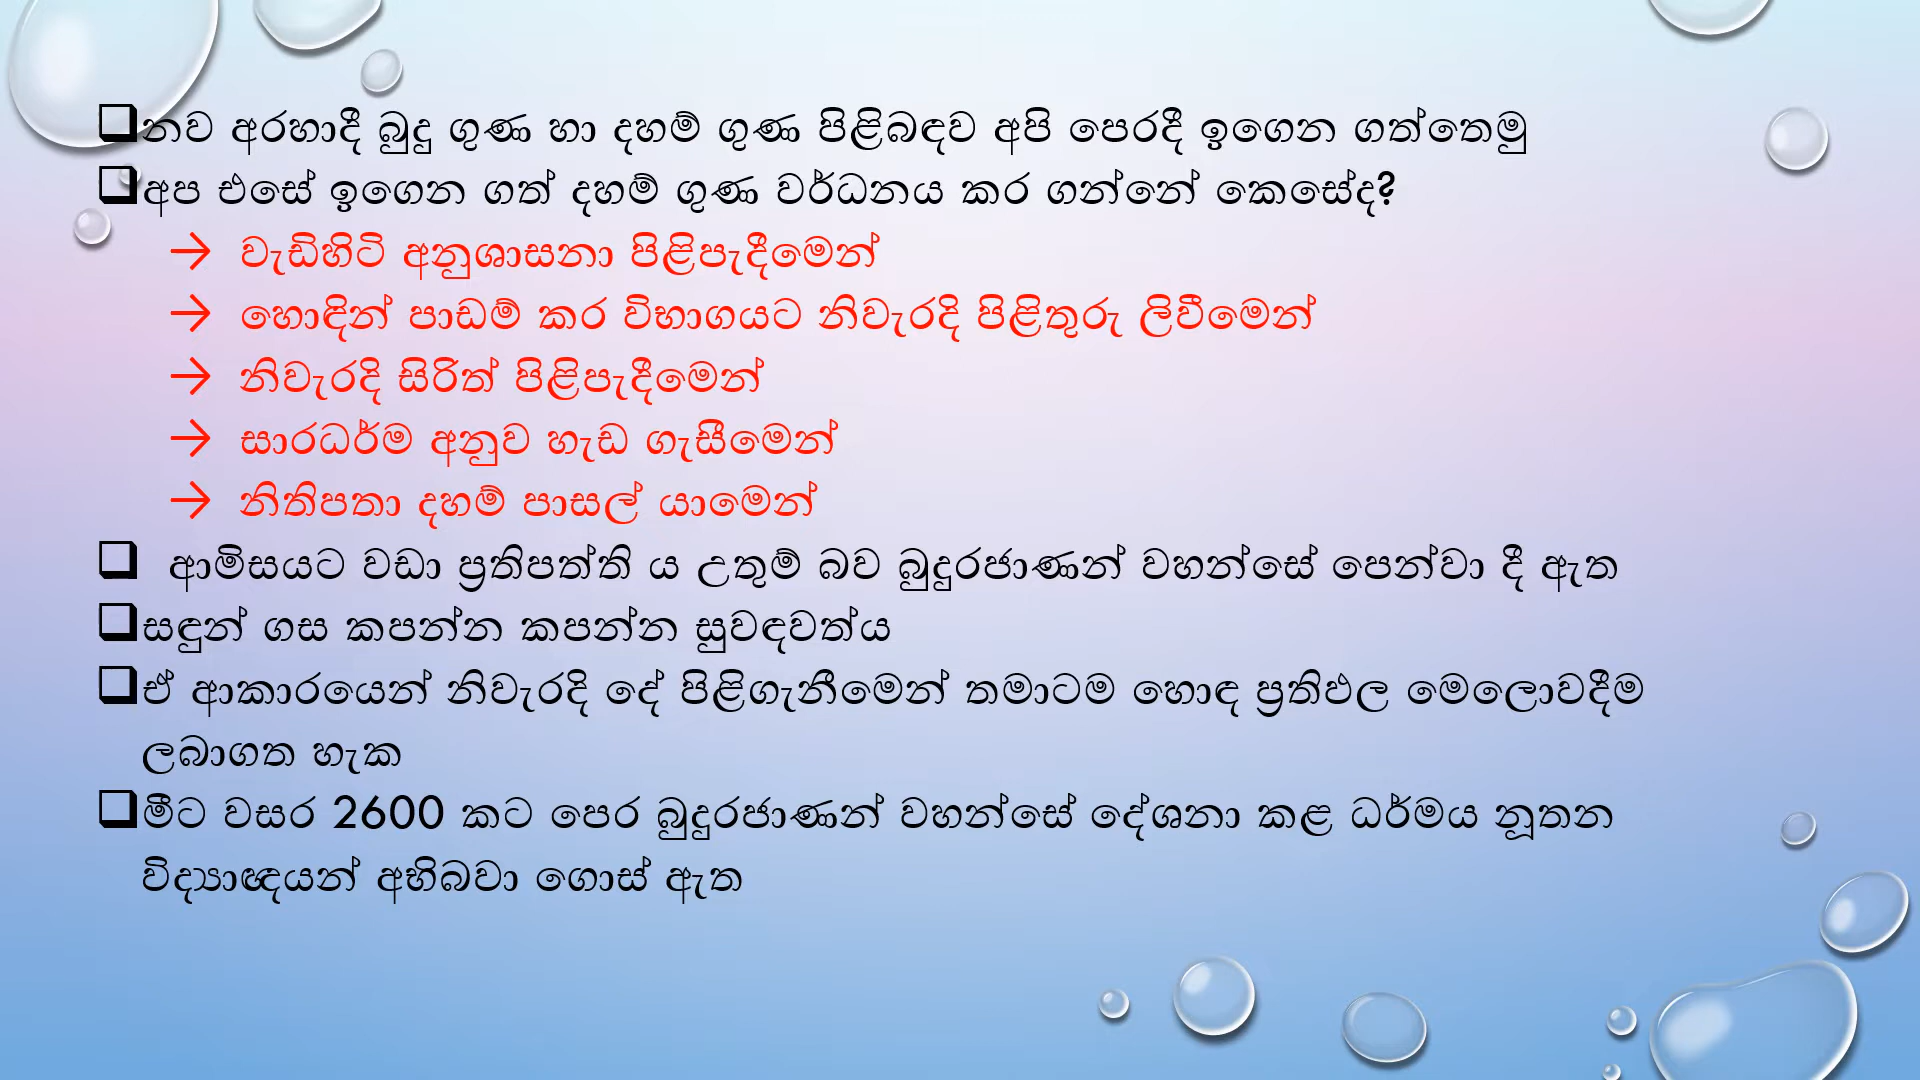 නව අරහාදී බුදු ගුණ හා දහම් ගුණ පිළිබඳව අපි පෙරදී ඉගෙන ගත්තෙමු
අප එසේ ඉගෙන ගත් දහම් ගුණ වර්ධනය කර ගන්නේ කෙසේද?
→ වැඩිහිටි අනුශාසනා පිළිපැදීමෙන්
→ හොඳින් පාඩම් කර විභාගයට නිවැරදි පිළිතුරු ලිවීමෙන්
→ නිවැරදි සිරිත් පිළිපැදීමෙන්
→ සාරධර්ම අනුව හැඩ ගැසීමෙන්
→ නිතිපතා දහම් පාසල් යාමෙන්
ආමිසයට වඩා ප්‍රතිපත්ති ය උතුම් බව බුදුරජාණන් වහන්සේ පෙන්වා දී ඇත
සඳුන් ගස කපන්න කපන්න සුවඳවත්ය
ඒ ආකාරයෙන් නිවැරදි දේ පිළිගැනීමෙන් තමාටම හොඳ ප්‍රතිඵල මෙලොවදීම
ලබාගත හැක
මීට වසර 2600 කට පෙර බුදුරජාණන් වහන්සේ දේශනා කළ ධර්මය නූතන
විද්‍යාඥයන් අභිබවා ගොස් ඇත